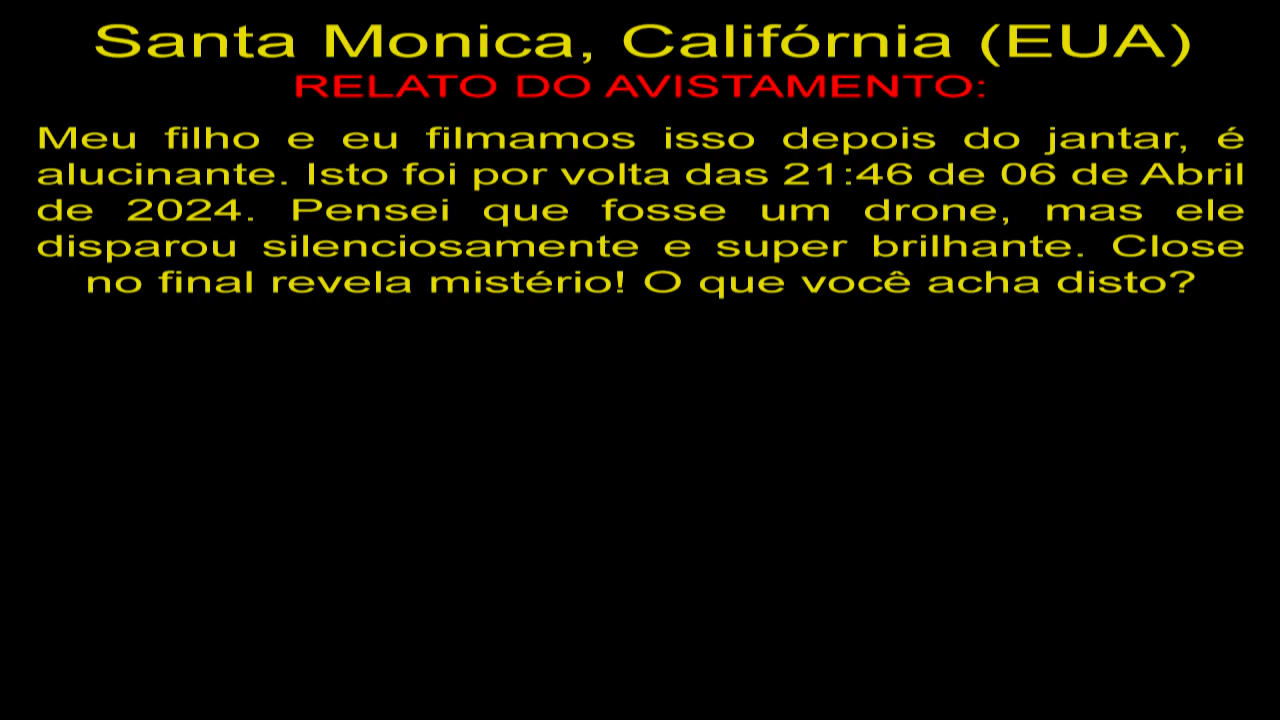 Santa Monica, Califórnia (EUA)
RELATO DO AVISTAMENTO:
Meu filho e eu filmamos isso depois do jantar, é
alucinante. Isto foi por volta das 21:46 de 06 de Abril
de 2024. Pensei que fosse um drone, mas ele
disparou silenciosamente e super brilhante. Close
no final revela mistério! O que você acha disto?